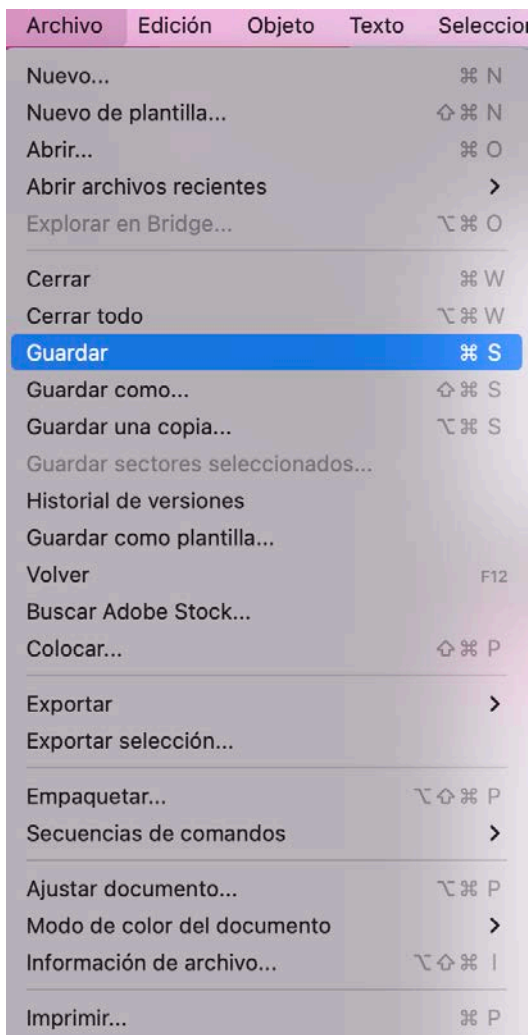 Archivo Edición Objeto Texto Seleccion
Nuevo... ⌘ N
Nuevo de plantilla... ⇧ ⌘ N
Abrir... ⌘ O
Abrir archivos recientes >
Explorar en Bridge... ⌥ ⌘ O
Cerrar ⌘ W
Cerrar todo ⌥ ⌘ W
Guardar ⌘ S
Guardar como... ⇧ ⌘ S
Guardar una copia... ⌥ ⌘ S
Guardar sectores seleccionados...
Historial de versiones
Guardar como plantilla...
Volver F12
Buscar Adobe Stock...
Colocar... ⇧ ⌘ P
Exportar >
Exportar selección...
Empaquetar... ⌥ ⇧ ⌘ P
Secuencias de comandos >
Ajustar documento... ⌥ ⌘ P
Modo de color del documento >
Información de archivo... ⌥ ⇧ ⌘ I
Imprimir... ⌘ P